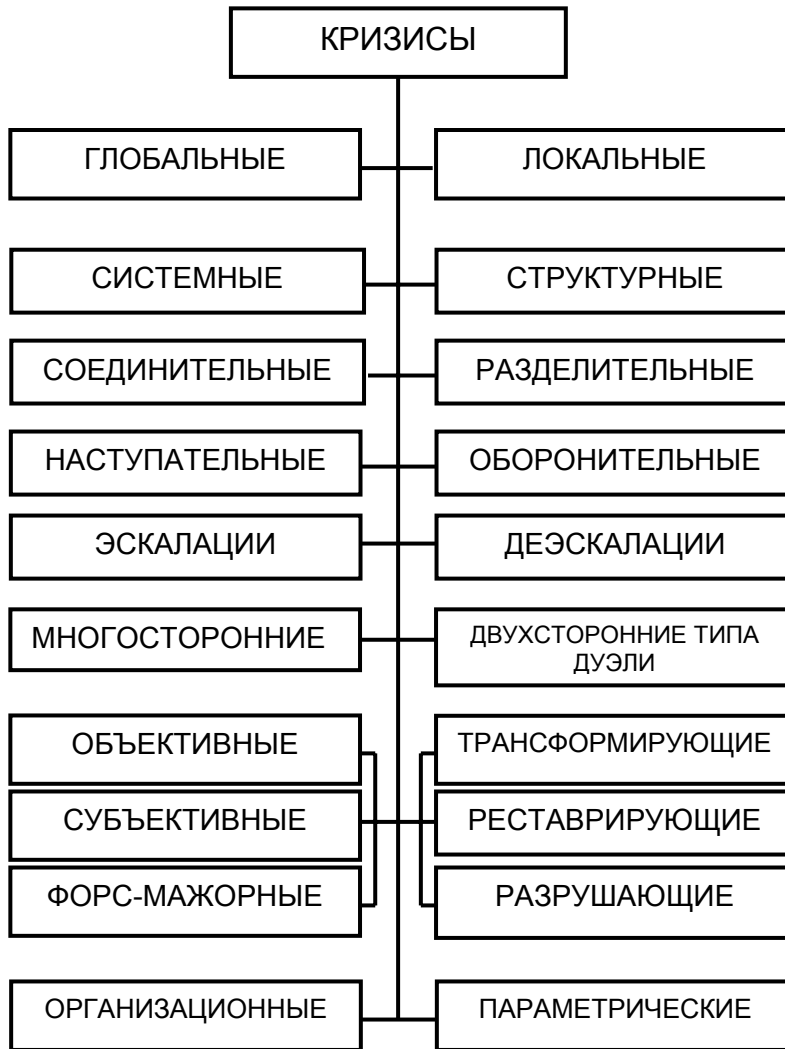 КРИЗИСЫ
ГЛОБАЛЬНЫЕ
ЛОКАЛЬНЫЕ
СИСТЕМНЫЕ
СТРУКТУРНЫЕ
СОЕДИНИТЕЛЬНЫЕ
РАЗДЕЛИТЕЛЬНЫЕ
НАСТУПАТЕЛЬНЫЕ
ОБОРОНИТЕЛЬНЫЕ
ЭСКАЛАЦИИ
ДЕЭСКАЛАЦИИ
МНОГОСТОРОННИЕ
ДВУХСТОРОННИЕ ТИПА
ДУЭЛИ
ОБЪЕКТИВНЫЕ
ТРАНСФОРМИРУЮЩИЕ
СУБЪЕКТИВНЫЕ
РЕСТАВРИРУЮЩИЕ
ФОРС-МАЖОРНЫЕ
РАЗРУШАЮЩИЕ
ОРГАНИЗАЦИОННЫЕ
ПАРАМЕТРИЧЕСКИЕ